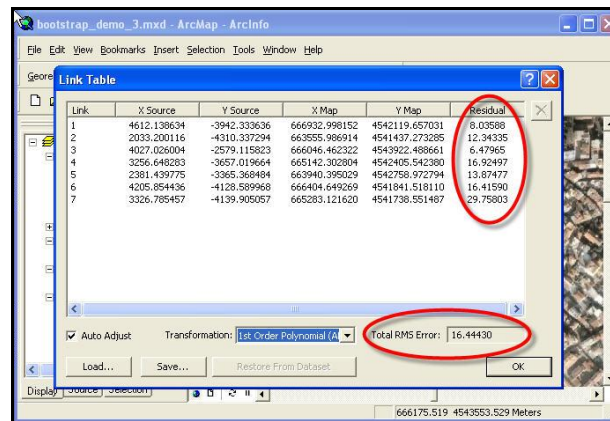 bootstrap_demo_3.mxd - ArcMap - ArcInfo
File Edit View Bookmarks Insert Selection Tools Window Help
Geore
Link Table
Link X Source Y Source X Map Y Map Residual
1 4612.138634 -3942.333636 666932.998152 4542119.657031 8.03588
2 2033.200116 -4310.337294 663555.986914 4541437.273285 12.34335
3 4027.026004 -2579.115823 666046.462322 4543922.488661 6.47965
4 3256.648283 -3657.019664 665142.302804 4542405.542380 16.92497
5 2381.439775 -3365.368484 663940.395029 4542758.972794 13.87477
6 4205.854436 -4128.589968 666404.649269 4541841.518110 16.41590
7 3326.785457 -4139.905057 665283.121620 4541738.551487 29.75803
Auto Adjust Transformation: 1st Order Polynomial (A Total RMS Error: 16.44430
Load... Save... Restore From Dataset OK
Display Source Selection
666175.519 4543553.529 Meters